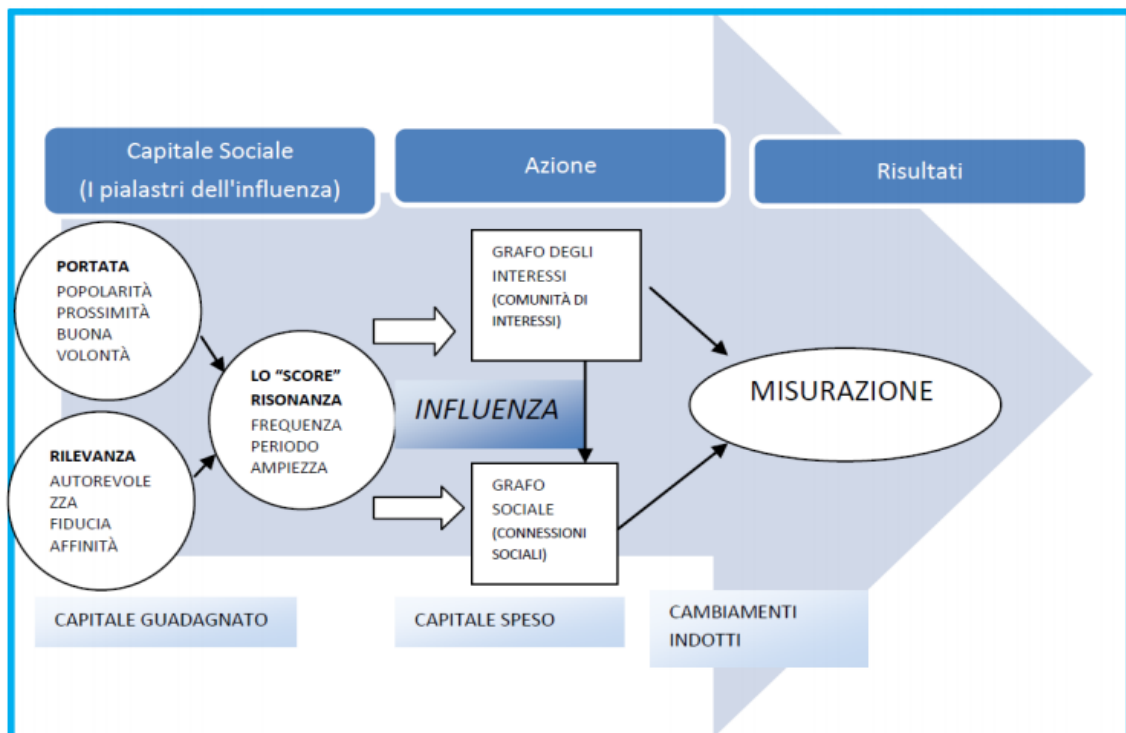 Capitale Sociale
(I pialastri dell'influenza)
Azione
Risultati
PORTATA
POPOLARITÀ
PROSSIMITÀ
BUONA
VOLONTÀ
RILEVANZA
AUTOREVOLE
ZZA
FIDUCIA
AFFINITÀ
LO “SCORE”
RISONANZA
FREQUENZA
PERIODO
AMPIEZZA
GRAFO DEGLI
INTERESSI
(COMUNITÀ DI
INTERESSI)
INFLUENZA
GRAFO
SOCIALE
(CONNESSIONI
SOCIALI)
MISURAZIONE
CAPITALE GUADAGNATO
CAPITALE SPESO
CAMBIAMENTI
INDOTTI